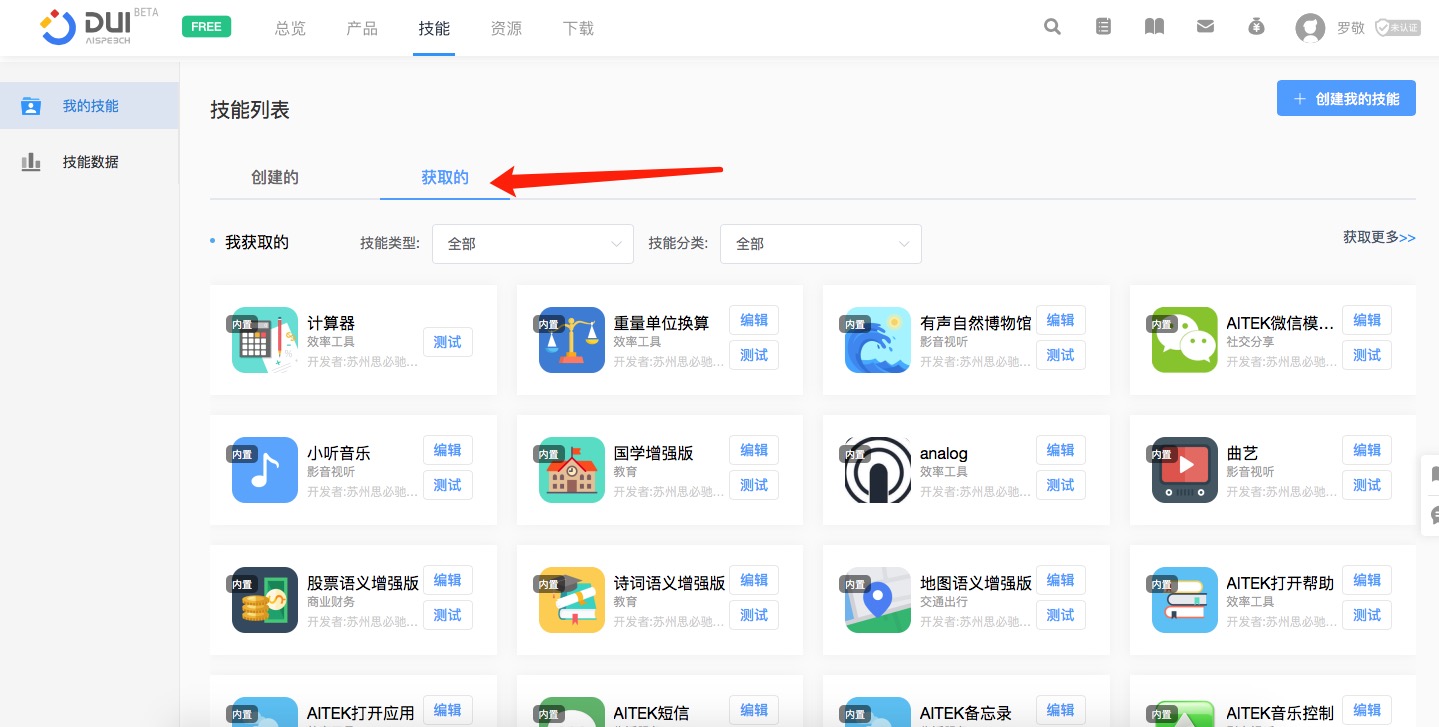 DUI BETA
AISPEECH
FREE
总览
产品
技能
资源
下载
罗敬
未认证
我的技能
技能数据
技能列表
创建我的技能
创建的
获取的
我获取的
技能类型:
全部
技能分类:
全部
获取更多>>
内置
计算器
效率工具
开发者:苏州思必驰...
测试
内置
重量单位换算
效率工具
开发者:苏州思必驰...
编辑
测试
内置
有声自然博物馆
影音视听
开发者:苏州思必驰...
编辑
测试
内置
AITEK微信模...
社交分享
开发者:苏州思必驰...
编辑
测试
内置
小听音乐
影音视听
开发者:苏州思必驰...
编辑
测试
内置
国学增强版
教育
开发者:苏州思必驰...
编辑
测试
内置
analog
效率工具
开发者:苏州思必驰...
编辑
测试
内置
曲艺
影音视听
开发者:苏州思必驰...
编辑
测试
内置
股票语义增强版
商业财务
开发者:苏州思必驰...
编辑
测试
内置
诗词语义增强版
教育
开发者:苏州思必驰...
编辑
测试
内置
地图语义增强版
交通出行
开发者:苏州思必驰...
编辑
测试
内置
AITEK打开帮助
效率工具
开发者:苏州思必驰...
编辑
测试
内置
AITEK打开应用
编辑
内置
AITEK短信
编辑
内置
AITEK备忘录
编辑
内置
AITEK音乐控制
编辑